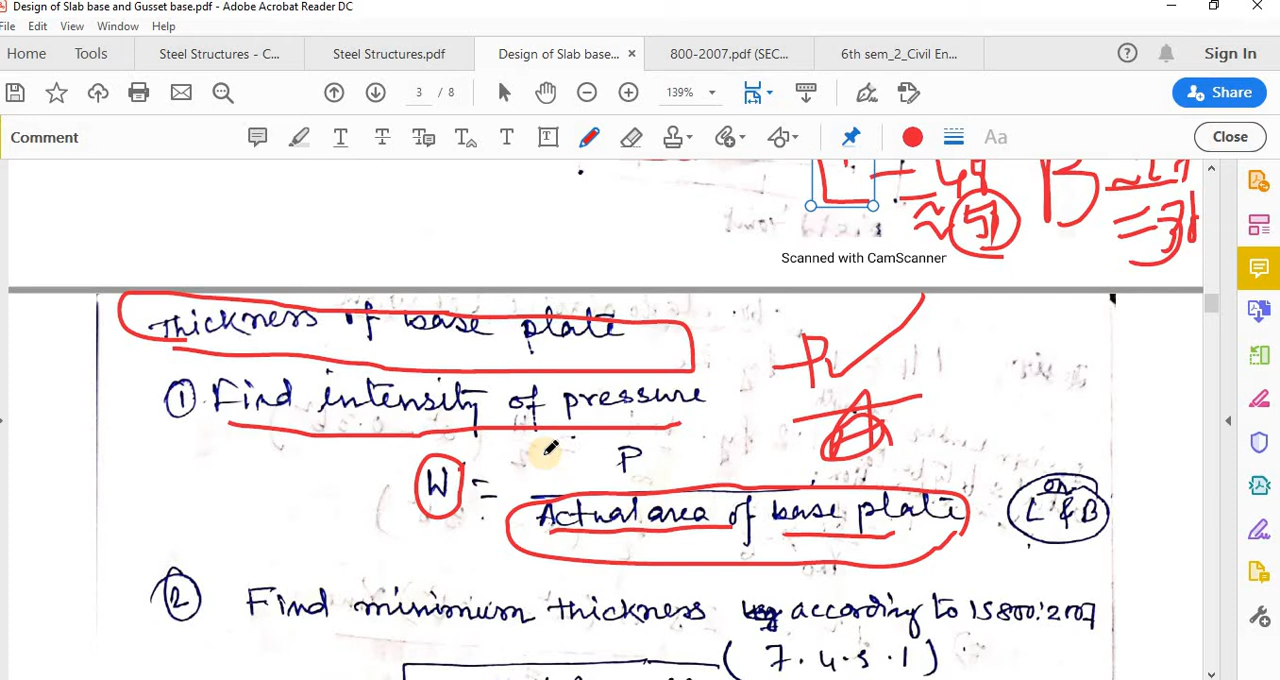 Design of Slab base and Gusset base.pdf - Adobe Acrobat Reader DC
File Edit View Window Help
Home Tools Steel Structures - C... Steel Structures.pdf Design of Slab base... × 800-2007.pdf (SEC... 6th sem_2_Civil En... Sign In
3 / 8 139% Share
Comment Aa Close
Scanned with CamScanner
Thickness of base plate
① Find intensity of pressure
P
W =
Actual area of base plate L & B
② Find minimum thickness according to IS800:2007
(7.4.3.1)